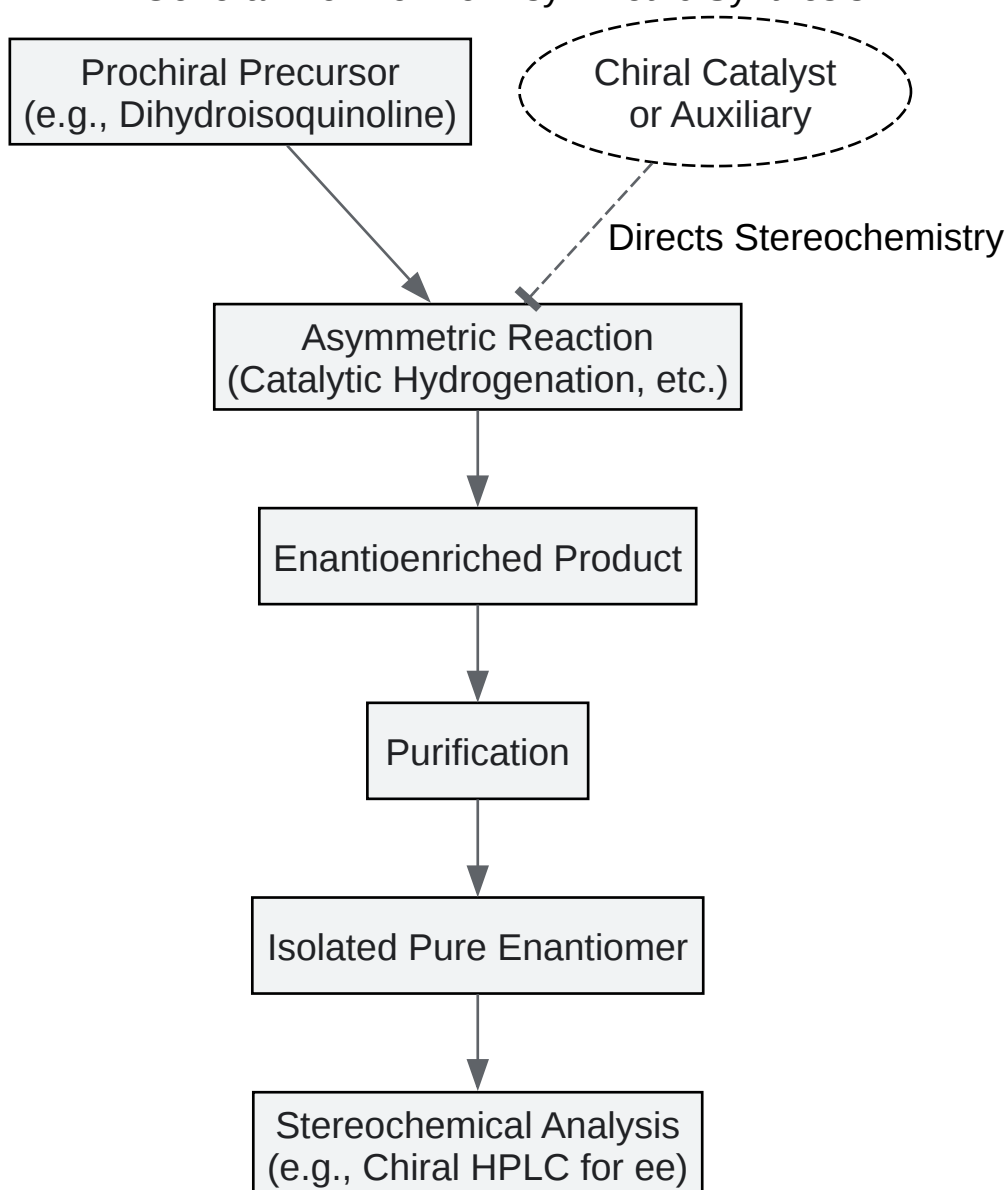 Prochiral Precursor
(e.g., Dihydroisoquinoline)
Chiral Catalyst
or Auxiliary
Directs Stereochemistry
Asymmetric Reaction
(Catalytic Hydrogenation, etc.)
Enantioenriched Product
Purification
Isolated Pure Enantiomer
Stereochemical Analysis
(e.g., Chiral HPLC for ee)